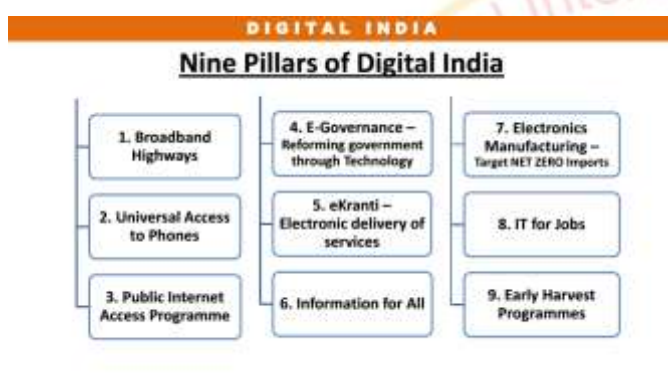 DIGITAL INDIA
Nine Pillars of Digital India
1. Broadband
Highways
2. Universal Access
to Phones
3. Public Internet
Access Programme
4. E-Governance –
Reforming government
through Technology
5. eKranti –
Electronic delivery of
services
6. Information for All
7. Electronics
Manufacturing –
Target NET ZERO Imports
8. IT for Jobs
9. Early Harvest
Programmes